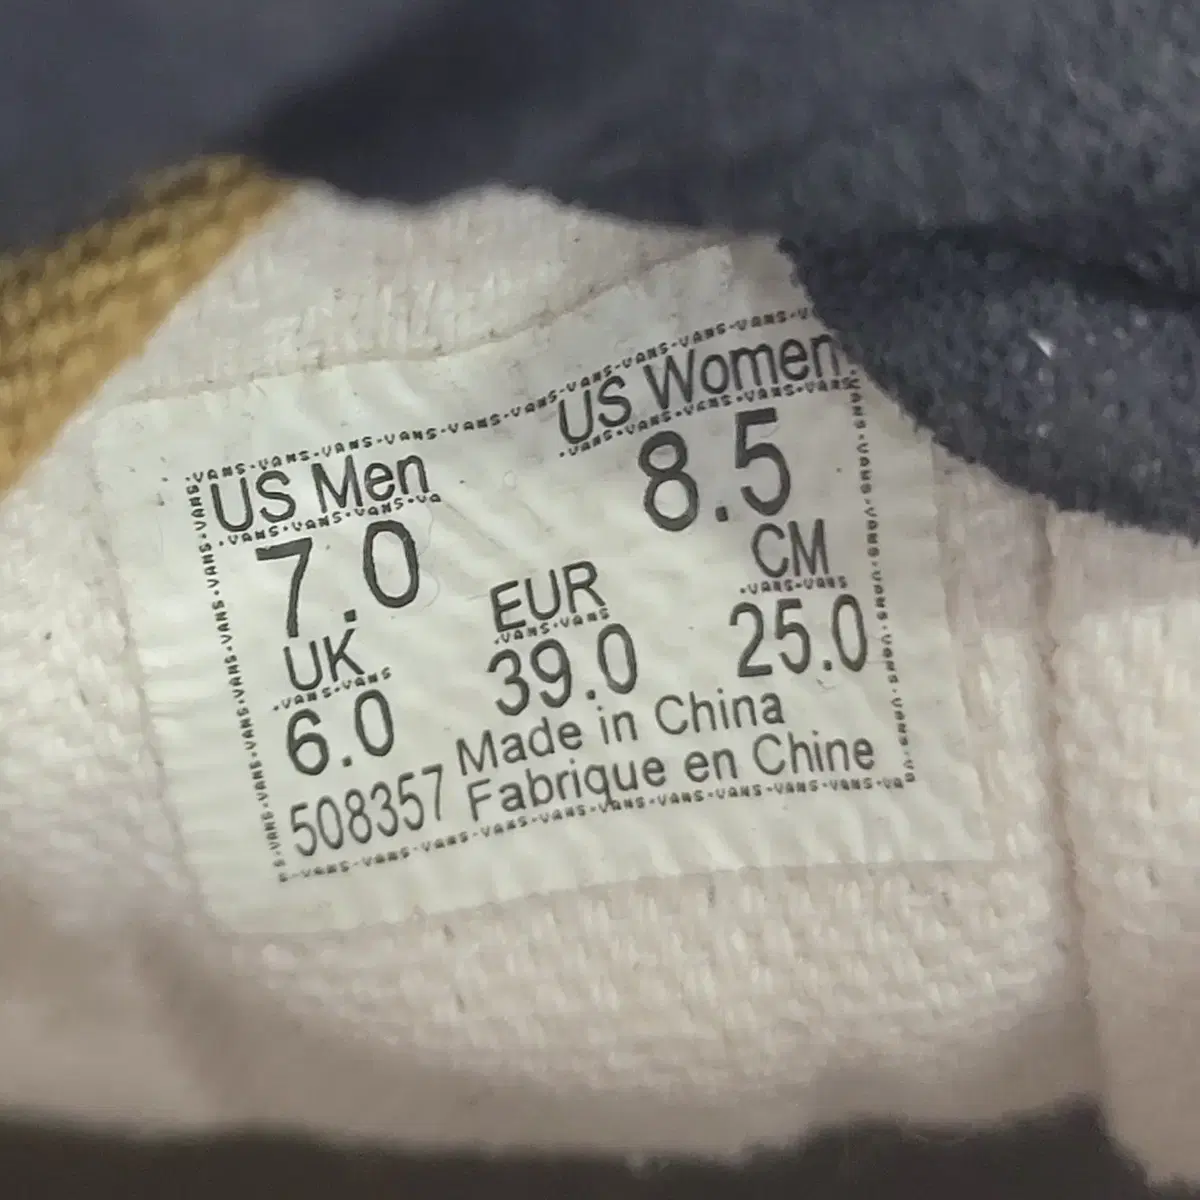 US Men
US Women
7.0
8.5
UK
EUR
CM
6.0
39.0
25.0
Made in China
508357
Fabrique en Chine